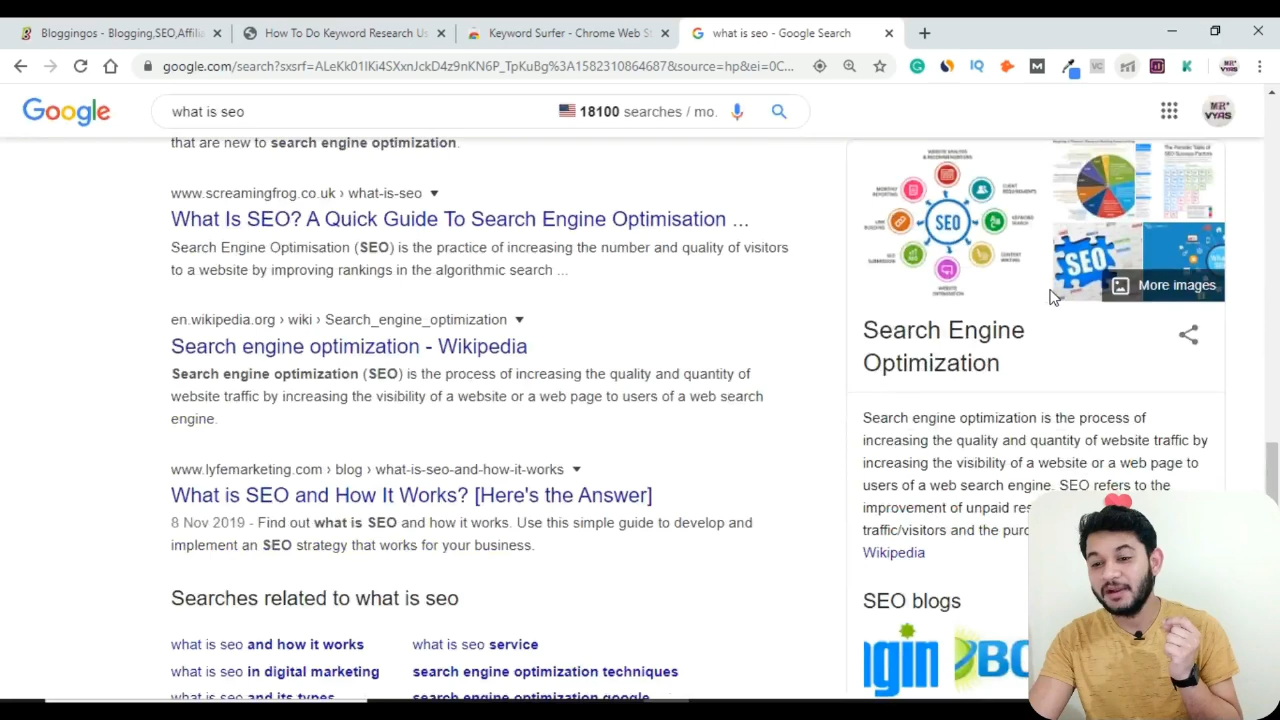 Bloggingos - Blogging,SEO,Affilia
How To Do Keyword Research Us
Keyword Surfer - Chrome Web St
what is seo - Google Search
google.com/search?sxsrf=ALeKk01IKi4SXxnJckD4z9nKN6P_TpKuBg%3A1582310864687&source=hp&ei=0C...
Google
what is seo
18100 searches / mo.
MR VYAS
that are new to search engine optimization.
www.screamingfrog.co.uk › what-is-seo
What Is SEO? A Quick Guide To Search Engine Optimisation ...
Search Engine Optimisation (SEO) is the practice of increasing the number and quality of visitors
to a website by improving rankings in the algorithmic search ...
en.wikipedia.org › wiki › Search_engine_optimization
Search engine optimization - Wikipedia
Search engine optimization (SEO) is the process of increasing the quality and quantity of
website traffic by increasing the visibility of a website or a web page to users of a web search
engine.
www.lyfemarketing.com › blog › what-is-seo-and-how-it-works
What is SEO and How It Works? [Here's the Answer]
8 Nov 2019 - Find out what is SEO and how it works. Use this simple guide to develop and
implement an SEO strategy that works for your business.
Searches related to what is seo
what is seo and how it works
what is seo service
what is seo in digital marketing
search engine optimization techniques
what is seo and its types
search engine optimization google
SEO
SEO
More images
Search Engine
Optimization
Search engine optimization is the process of
increasing the quality and quantity of website traffic by
increasing the visibility of a website or a web page to
users of a web search engine. SEO refers to the
improvement of unpaid
traffic/visitors and the
Wikipedia
SEO blogs